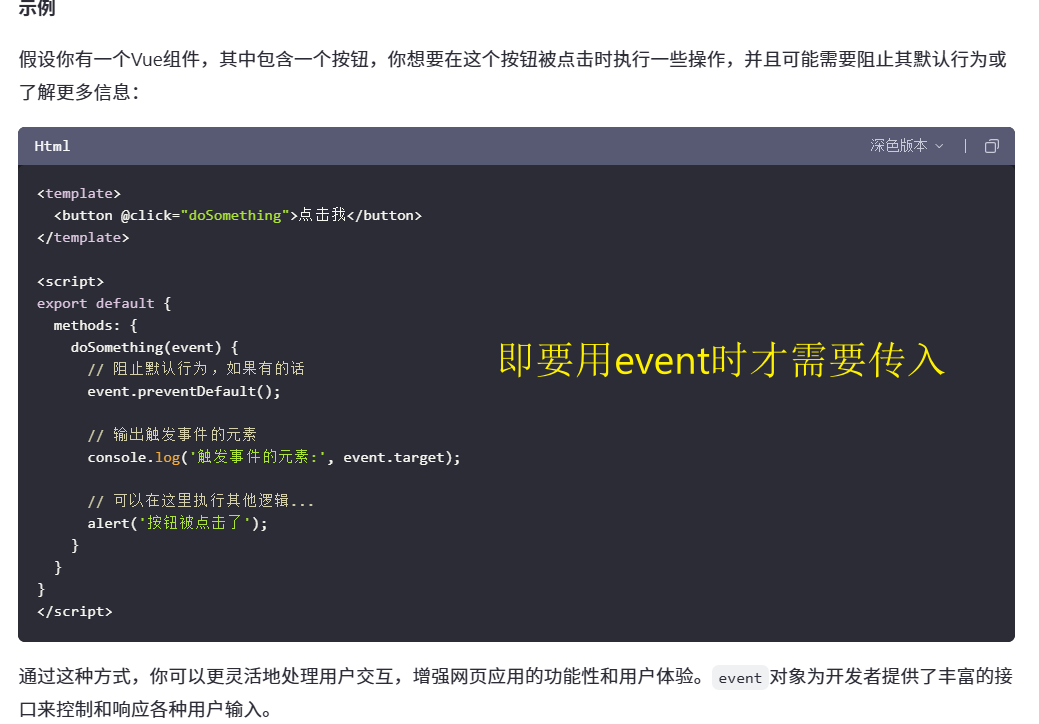 示例
假设你有一个Vue组件，其中包含一个按钮，你想要在这个按钮被点击时执行一些操作，并且可能需要阻止其默认行为或
了解更多信息：
Html 深色版本
<template>
  <button @click="doSomething">点击我</button>
</template>
<script>
export default {
  methods: {
    doSomething(event) {
      // 阻止默认行为，如果有的话
      event.preventDefault();
即要用event时才需要传入
      // 输出触发事件的元素
      console.log('触发事件的元素:', event.target);
      // 可以在这里执行其他逻辑...
      alert('按钮被点击了');
    }
  }
}
</script>
通过这种方式，你可以更灵活地处理用户交互，增强网页应用的功能性和用户体验。event对象为开发者提供了丰富的接
口来控制和响应各种用户输入。